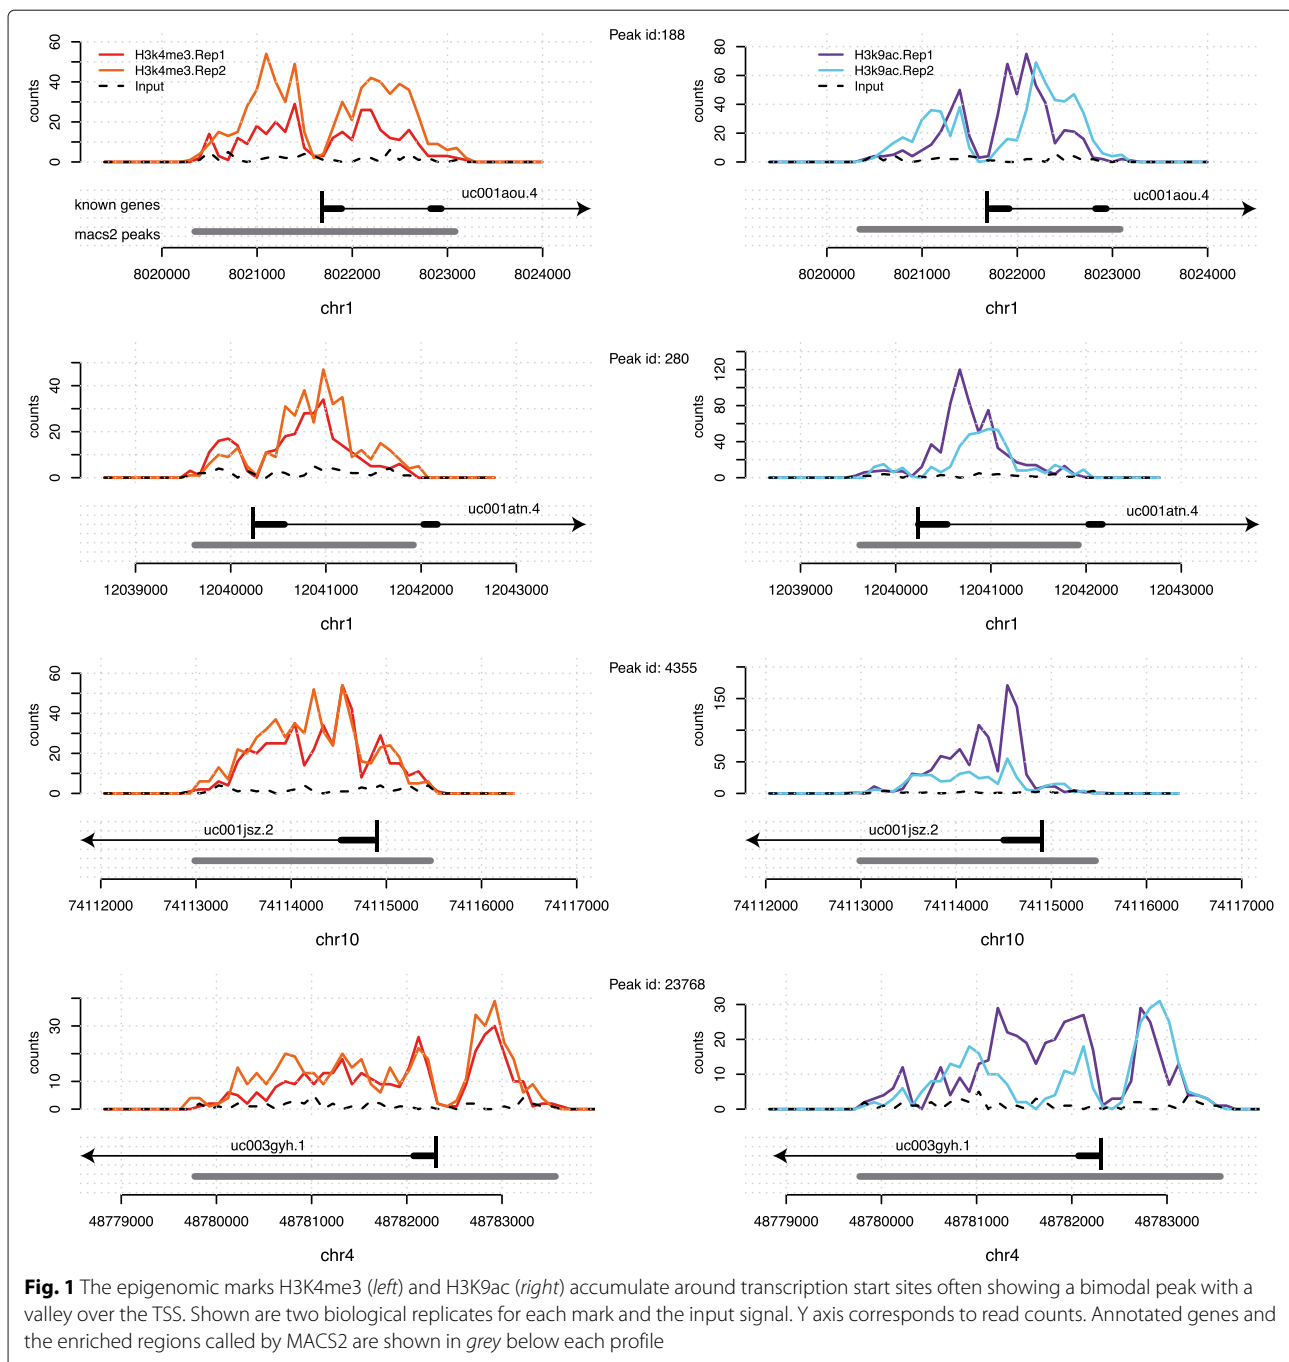 Peak id:188
H3k4me3.Rep1
H3k4me3.Rep2
Input
counts
0 20 40 60
known genes
uc001aou.4
macs2 peaks
8020000 8021000 8022000 8023000 8024000
chr1
H3k9ac.Rep1
H3k9ac.Rep2
Input
counts
0 20 40 60 80
uc001aou.4
8020000 8021000 8022000 8023000 8024000
chr1
Peak id: 280
counts
0 20 40
uc001atn.4
12039000 12040000 12041000 12042000 12043000
chr1
counts
0 40 80 120
uc001atn.4
12039000 12040000 12041000 12042000 12043000
chr1
Peak id: 4355
counts
0 20 40 60
uc001jsz.2
74112000 74113000 74114000 74115000 74116000 74117000
chr10
counts
0 50 150
uc001jsz.2
74112000 74113000 74114000 74115000 74116000 74117000
chr10
Peak id: 23768
counts
0 10 30
uc003gyh.1
48779000 48780000 48781000 48782000 48783000
chr4
counts
0 10 20 30
uc003gyh.1
48779000 48780000 48781000 48782000 48783000
chr4
Fig. 1 The epigenomic marks H3K4me3 (left) and H3K9ac (right) accumulate around transcription start sites often showing a bimodal peak with a
valley over the TSS. Shown are two biological replicates for each mark and the input signal. Y axis corresponds to read counts. Annotated genes and
the enriched regions called by MACS2 are shown in grey below each profile